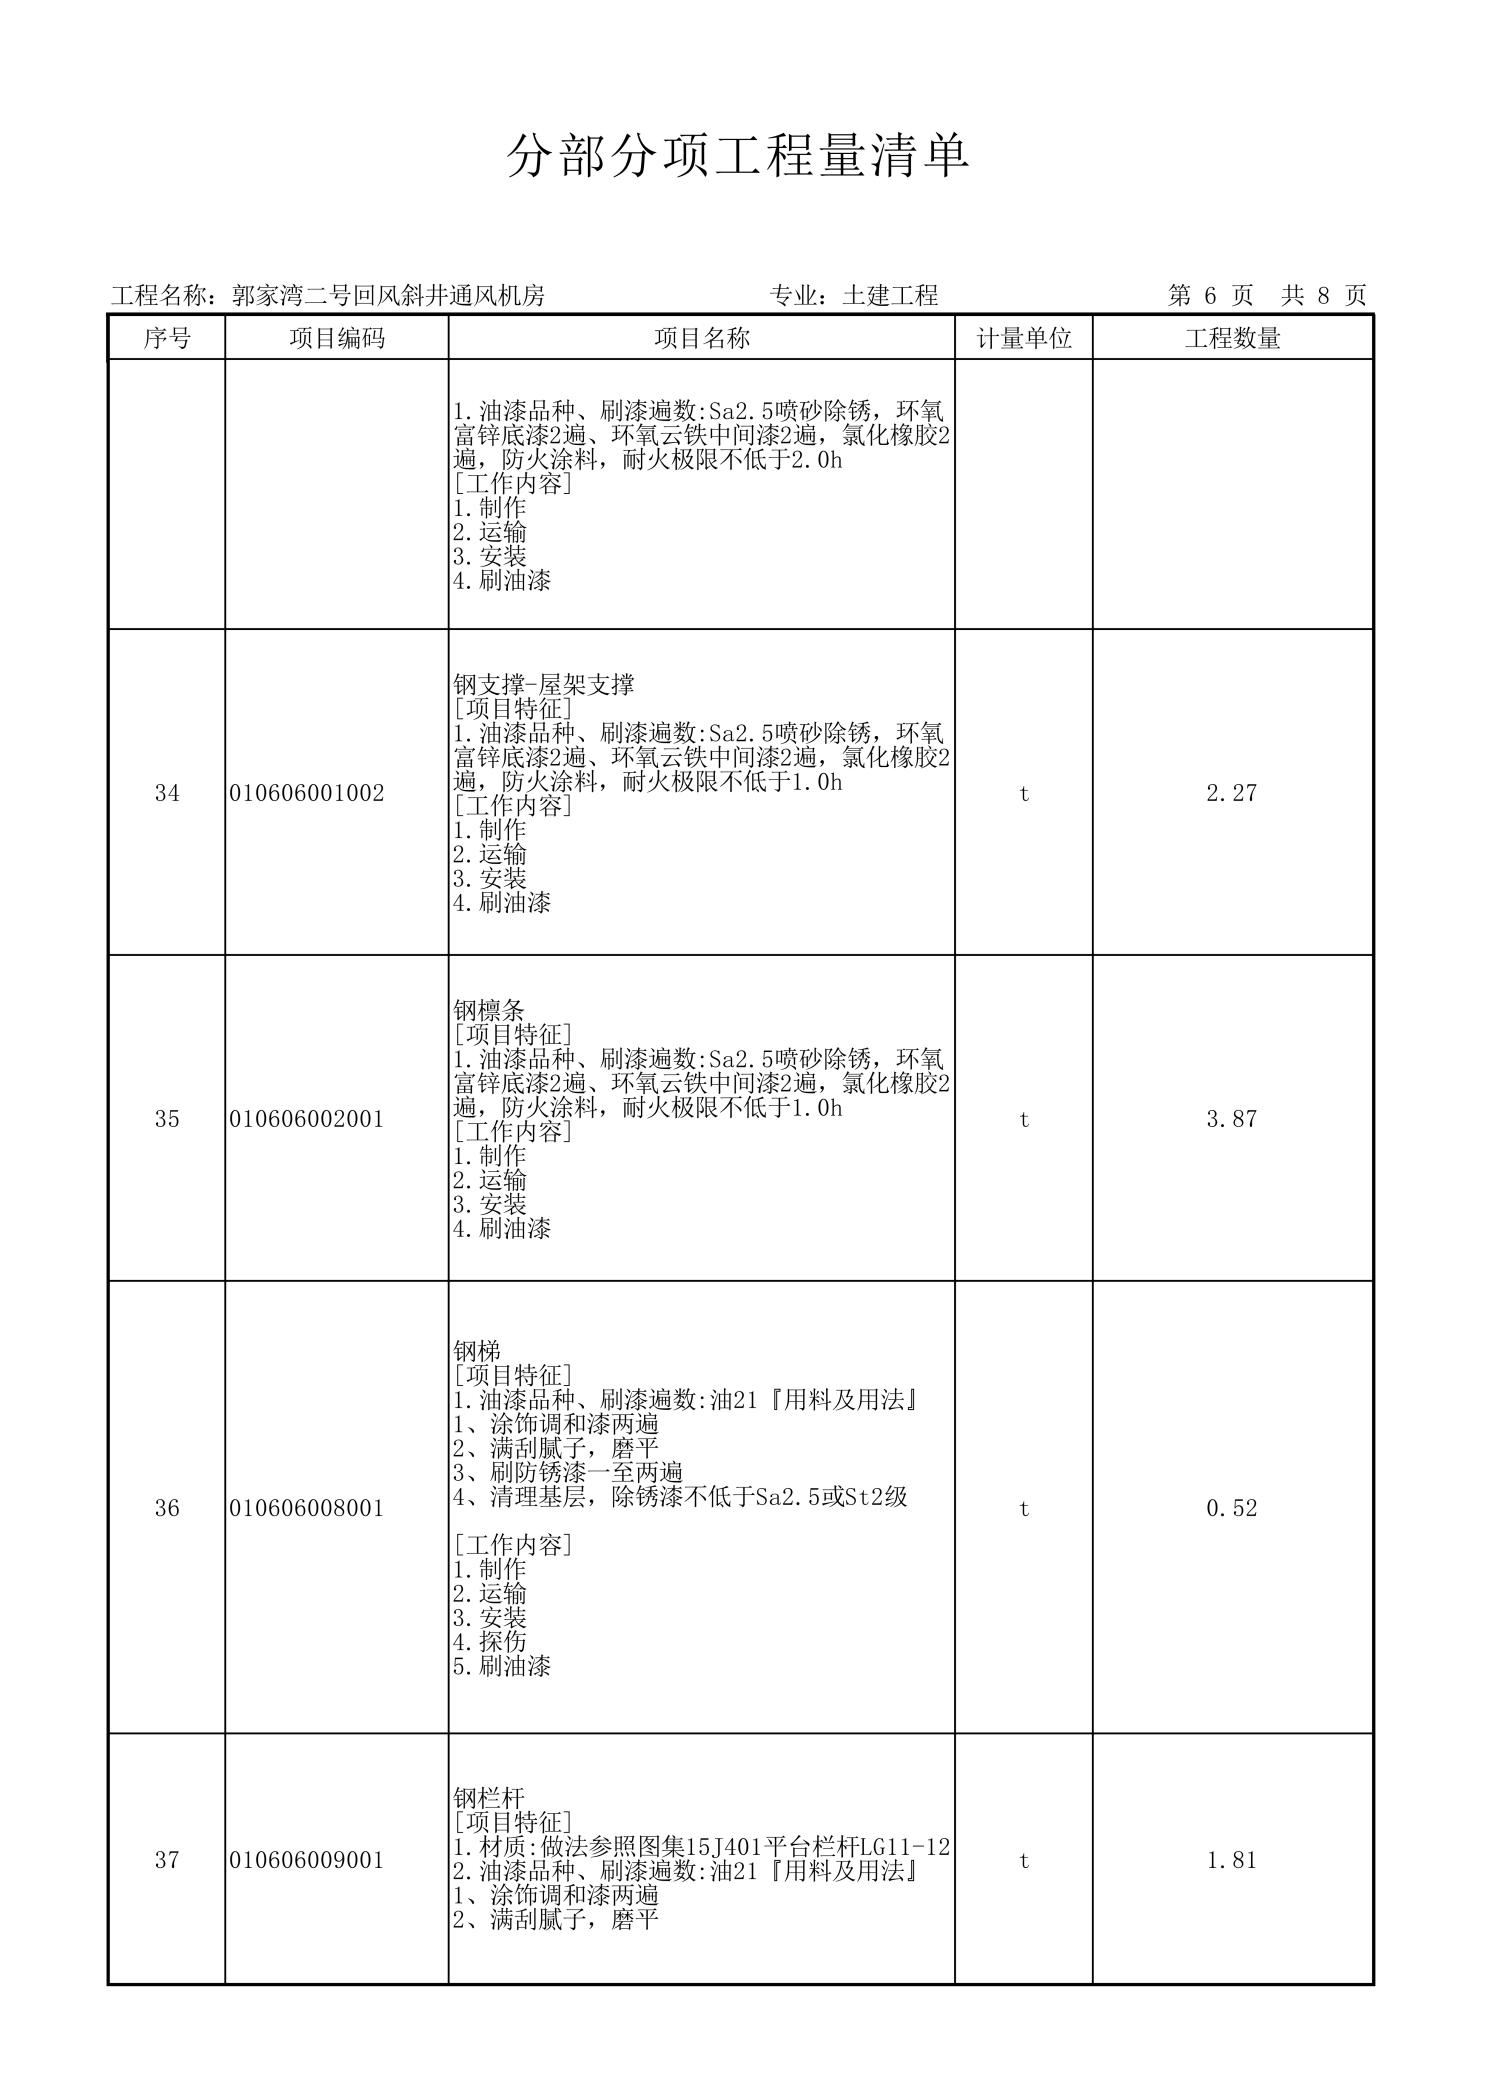 分部分项工程量清单
工程名称：郭家湾二号回风斜井通风机房 专业：土建工程 第 6 页 共 8 页
序号 项目编码 项目名称 计量单位 工程数量
1.油漆品种、刷漆遍数:Sa2.5喷砂除锈，环氧
富锌底漆2遍、环氧云铁中间漆2遍，氯化橡胶2
遍，防火涂料，耐火极限不低于2.0h
[工作内容]
1.制作
2.运输
3.安装
4.刷油漆
钢支撑-屋架支撑
[项目特征]
1.油漆品种、刷漆遍数:Sa2.5喷砂除锈，环氧
富锌底漆2遍、环氧云铁中间漆2遍，氯化橡胶2
遍，防火涂料，耐火极限不低于1.0h
34 010606001002 [工作内容] t 2.27
1.制作
2.运输
3.安装
4.刷油漆
钢檩条
[项目特征]
1.油漆品种、刷漆遍数:Sa2.5喷砂除锈，环氧
富锌底漆2遍、环氧云铁中间漆2遍，氯化橡胶2
遍，防火涂料，耐火极限不低于1.0h
35 010606002001 [工作内容] t 3.87
1.制作
2.运输
3.安装
4.刷油漆
钢梯
[项目特征]
1.油漆品种、刷漆遍数:油21『用料及用法』
1、涂饰调和漆两遍
2、满刮腻子，磨平
3、刷防锈漆一至两遍
4、清理基层，除锈漆不低于Sa2.5或St2级
36 010606008001 t 0.52
[工作内容]
1.制作
2.运输
3.安装
4.探伤
5.刷油漆
钢栏杆
[项目特征]
1.材质:做法参照图集15J401平台栏杆LG11-12
37 010606009001 2.油漆品种、刷漆遍数:油21『用料及用法』 t 1.81
1、涂饰调和漆两遍
2、满刮腻子，磨平